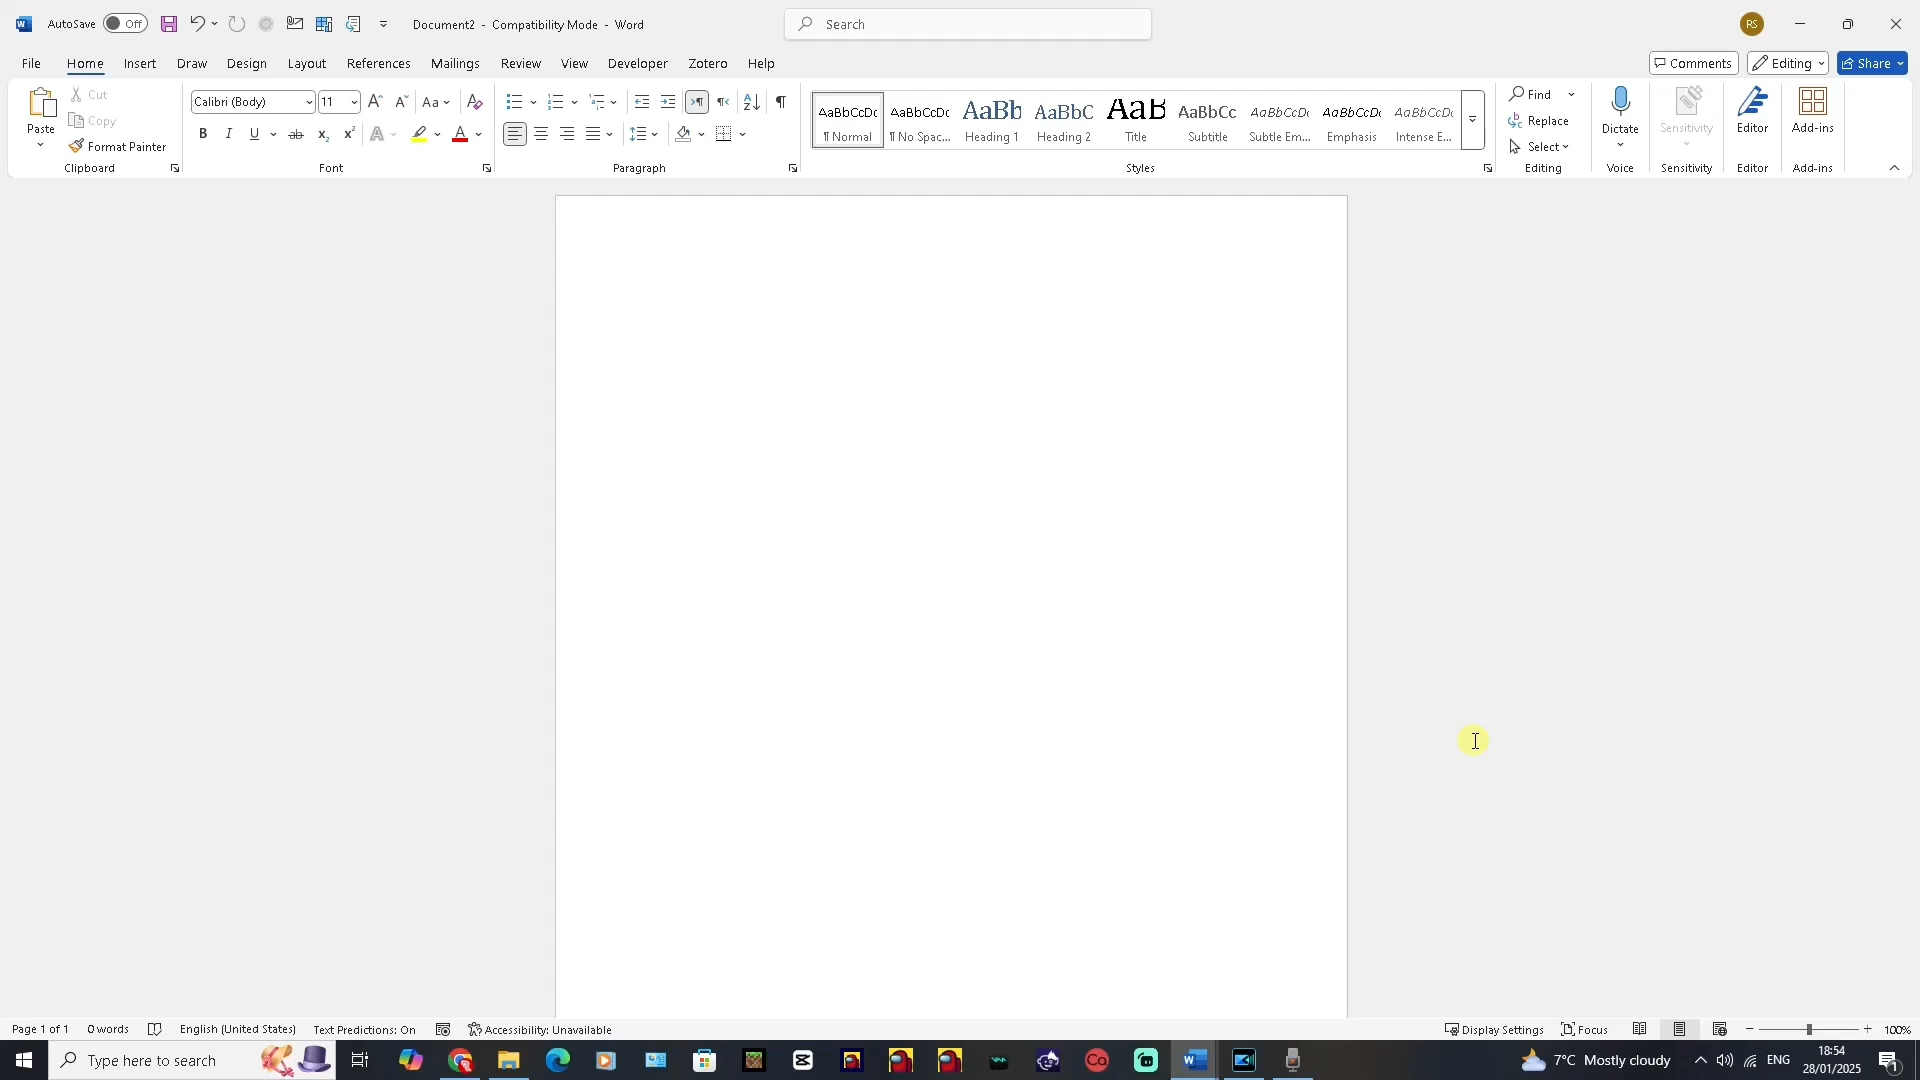 AutoSave Off Document2 - Compatibility Mode - Word Search RS
File Home Insert Draw Design Layout References Mailings Review View Developer Zotero Help Comments Editing Share
Paste Cut Copy Format Painter
Clipboard
Calibri (Body) 11 Aa
B I U ab x₂ x² A A
Font
Paragraph
AaBbCcDc AaBbCcDc AaBb AaBbC AaB AaBbCc AaBbCcDc AaBbCcDc AaBbCcDc
¶ Normal ¶ No Spac... Heading 1 Heading 2 Title Subtitle Subtle Em... Emphasis Intense E...
Styles
Find
Replace
Select
Editing
Dictate
Voice
Sensitivity
Sensitivity
Editor
Editor
Add-ins
Add-ins
Page 1 of 1 0 words English (United States) Text Predictions: On Accessibility: Unavailable Display Settings Focus 100%
Type here to search 7°C Mostly cloudy ENG 18:54
28/01/2025